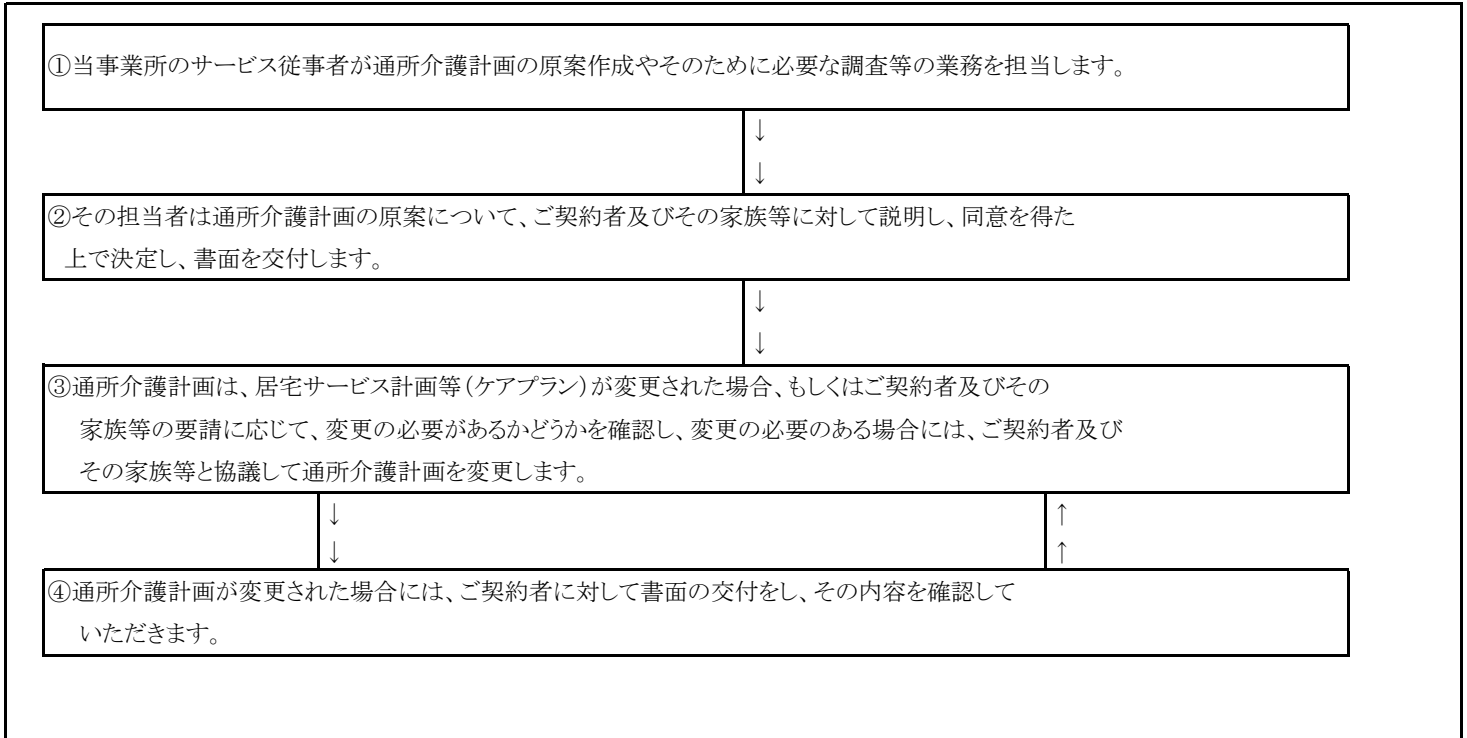 ①当事業所のサービス従事者が通所介護計画の原案作成やそのために必要な調査等の業務を担当します。
↓
↓
②その担当者は通所介護計画の原案について、ご契約者及びその家族等に対して説明し、同意を得た
上で決定し、書面を交付します。
↓
↓
③通所介護計画は、居宅サービス計画等(ケアプラン)が変更された場合、もしくはご契約者及びその
家族等の要請に応じて、変更の必要があるかどうかを確認し、変更の必要のある場合には、ご契約者及び
その家族等と協議して通所介護計画を変更します。
↓ ↑
↓ ↑
④通所介護計画が変更された場合には、ご契約者に対して書面の交付をし、その内容を確認して
いただきます。